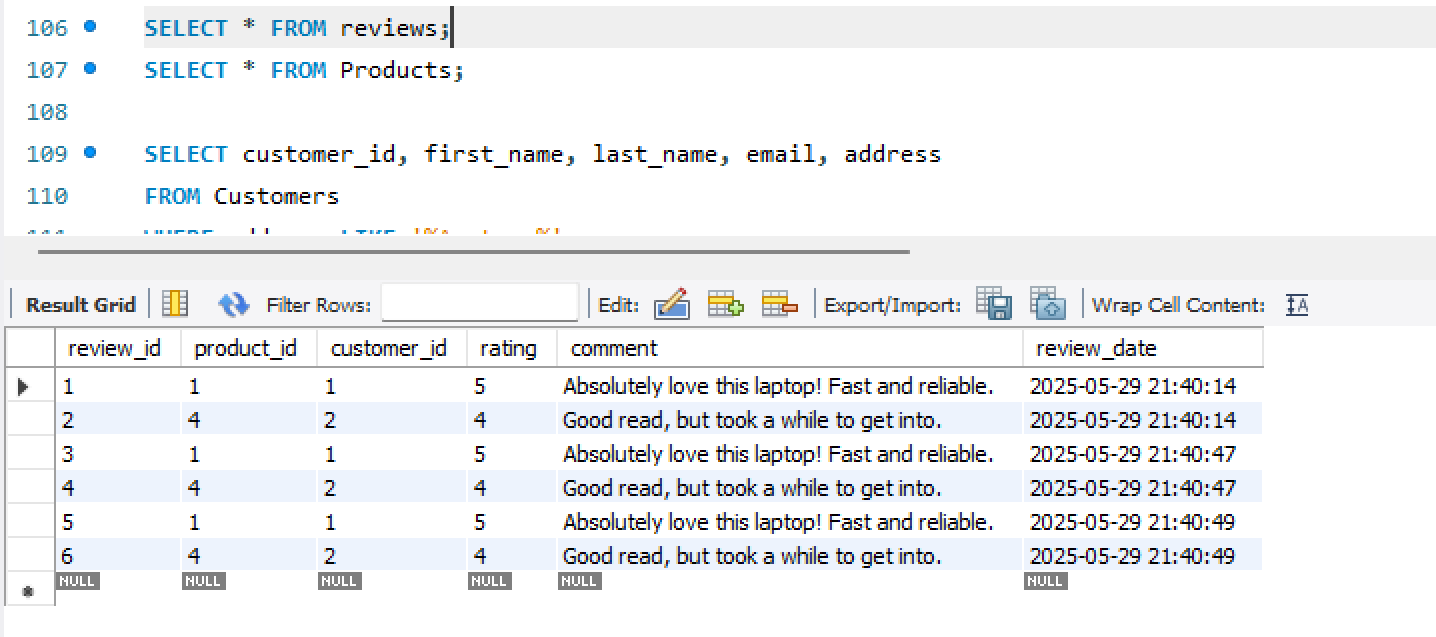 106 SELECT * FROM reviews;
107 SELECT * FROM Products;
108
109 SELECT customer_id, first_name, last_name, email, address
110 FROM Customers
Result Grid Filter Rows: Edit: Export/Import: Wrap Cell Content:
review_id product_id customer_id rating comment review_date
1 1 1 5 Absolutely love this laptop! Fast and reliable. 2025-05-29 21:40:14
2 4 2 4 Good read, but took a while to get into. 2025-05-29 21:40:14
3 1 1 5 Absolutely love this laptop! Fast and reliable. 2025-05-29 21:40:47
4 4 2 4 Good read, but took a while to get into. 2025-05-29 21:40:47
5 1 1 5 Absolutely love this laptop! Fast and reliable. 2025-05-29 21:40:49
6 4 2 4 Good read, but took a while to get into. 2025-05-29 21:40:49
NULL NULL NULL NULL NULL NULL